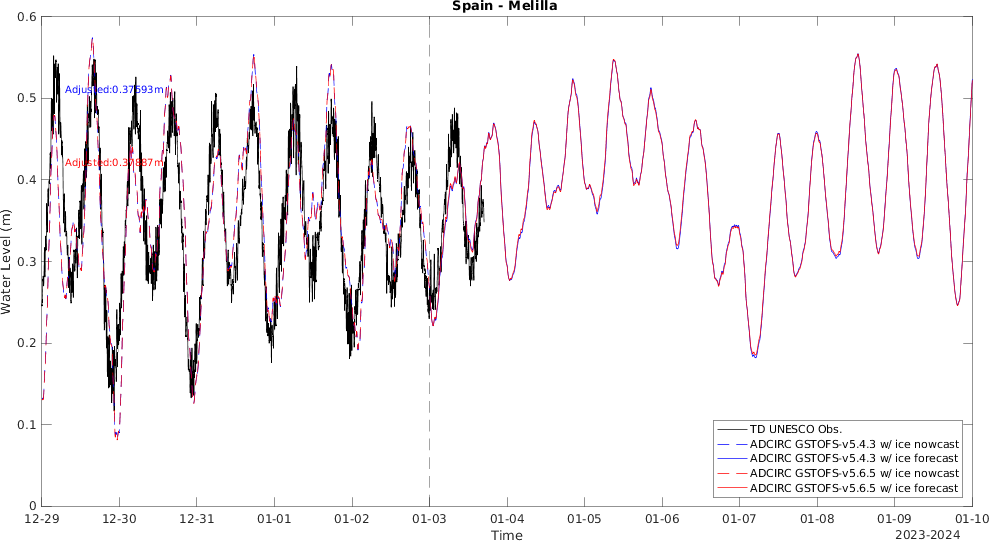 Spain - Melilla
0.6
0.5
0.4
0.3
0.2
0.1
0
Water Level (m)
Adjusted:0.37593m
Adjusted:0.37887m
TD UNESCO Obs.
ADCIRC GSTOFS-v5.4.3 w/ ice nowcast
ADCIRC GSTOFS-v5.4.3 w/ ice forecast
ADCIRC GSTOFS-v5.6.5 w/ ice nowcast
ADCIRC GSTOFS-v5.6.5 w/ ice forecast
12-29 12-30 12-31 01-01 01-02 01-03 01-04 01-05 01-06 01-07 01-08 01-09 01-10
Time
2023-2024